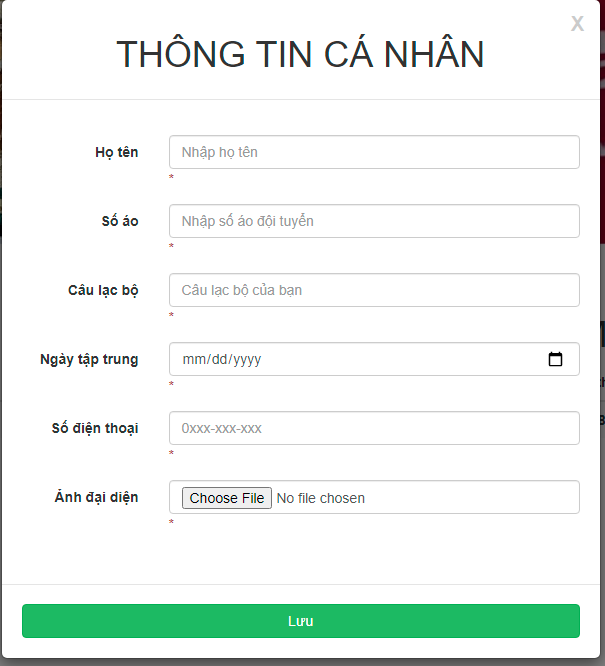 X
THÔNG TIN CÁ NHÂN
Họ tên
Nhập họ tên
*
Số áo
Nhập số áo đội tuyển
*
Câu lạc bộ
Câu lạc bộ của bạn
*
Ngày tập trung
mm/dd/yyyy
*
Số điện thoại
0xxx-xxx-xxx
*
Ảnh đại diện
Choose File No file chosen
*
Lưu